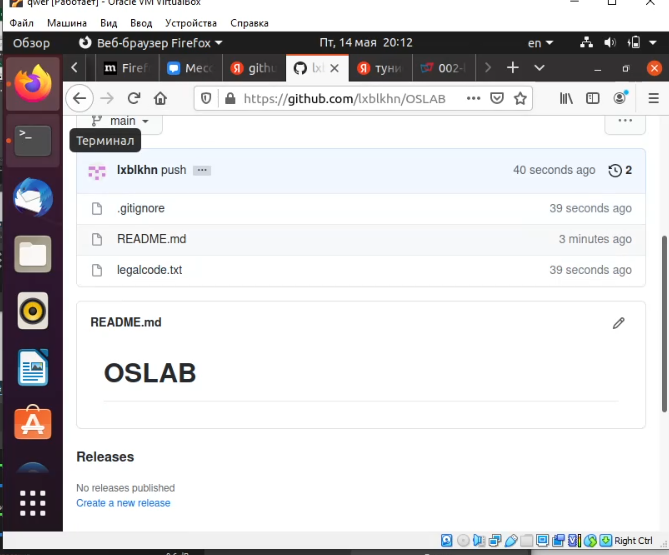 qwer [Работает] - Oracle VM VirtualBox
Файл Машина Вид Ввод Устройства Справка
Обзор Веб-браузер Firefox Пт, 14 мая 20:12 en
Firef Месс githu lxb туни 002-l
https://github.com/lxblkhn/OSLAB
main
Терминал
lxblkhn push 40 seconds ago 2
.gitignore 39 seconds ago
README.md 3 minutes ago
legalcode.txt 39 seconds ago
README.md
OSLAB
Releases
No releases published
Create a new release
Right Ctrl